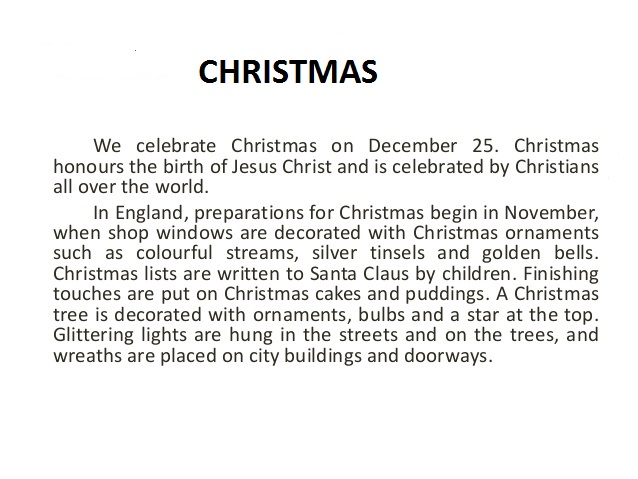 CHRISTMAS
We celebrate Christmas on December 25. Christmas
honours the birth of Jesus Christ and is celebrated by Christians
all over the world.
In England, preparations for Christmas begin in November,
when shop windows are decorated with Christmas ornaments
such as colourful streams, silver tinsels and golden bells.
Christmas lists are written to Santa Claus by children. Finishing
touches are put on Christmas cakes and puddings. A Christmas
tree is decorated with ornaments, bulbs and a star at the top.
Glittering lights are hung in the streets and on the trees, and
wreaths are placed on city buildings and doorways.